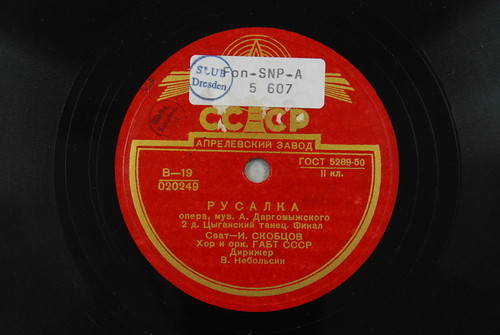 SLUB
Dresden
Fon-SNP-A
5 607
СССР
АПРЕЛЕВСКИЙ ЗАВОД
ГОСТ 5289-50
II кл.
В—19
020249
РУСАЛКА
опера, муз. А. Даргомыжского
2 д. Цыганский танец. Финал
Сват—И. СКОБЦОВ
Хор и орк. ГАБТ СССР
Дирижер
В. Небольсин